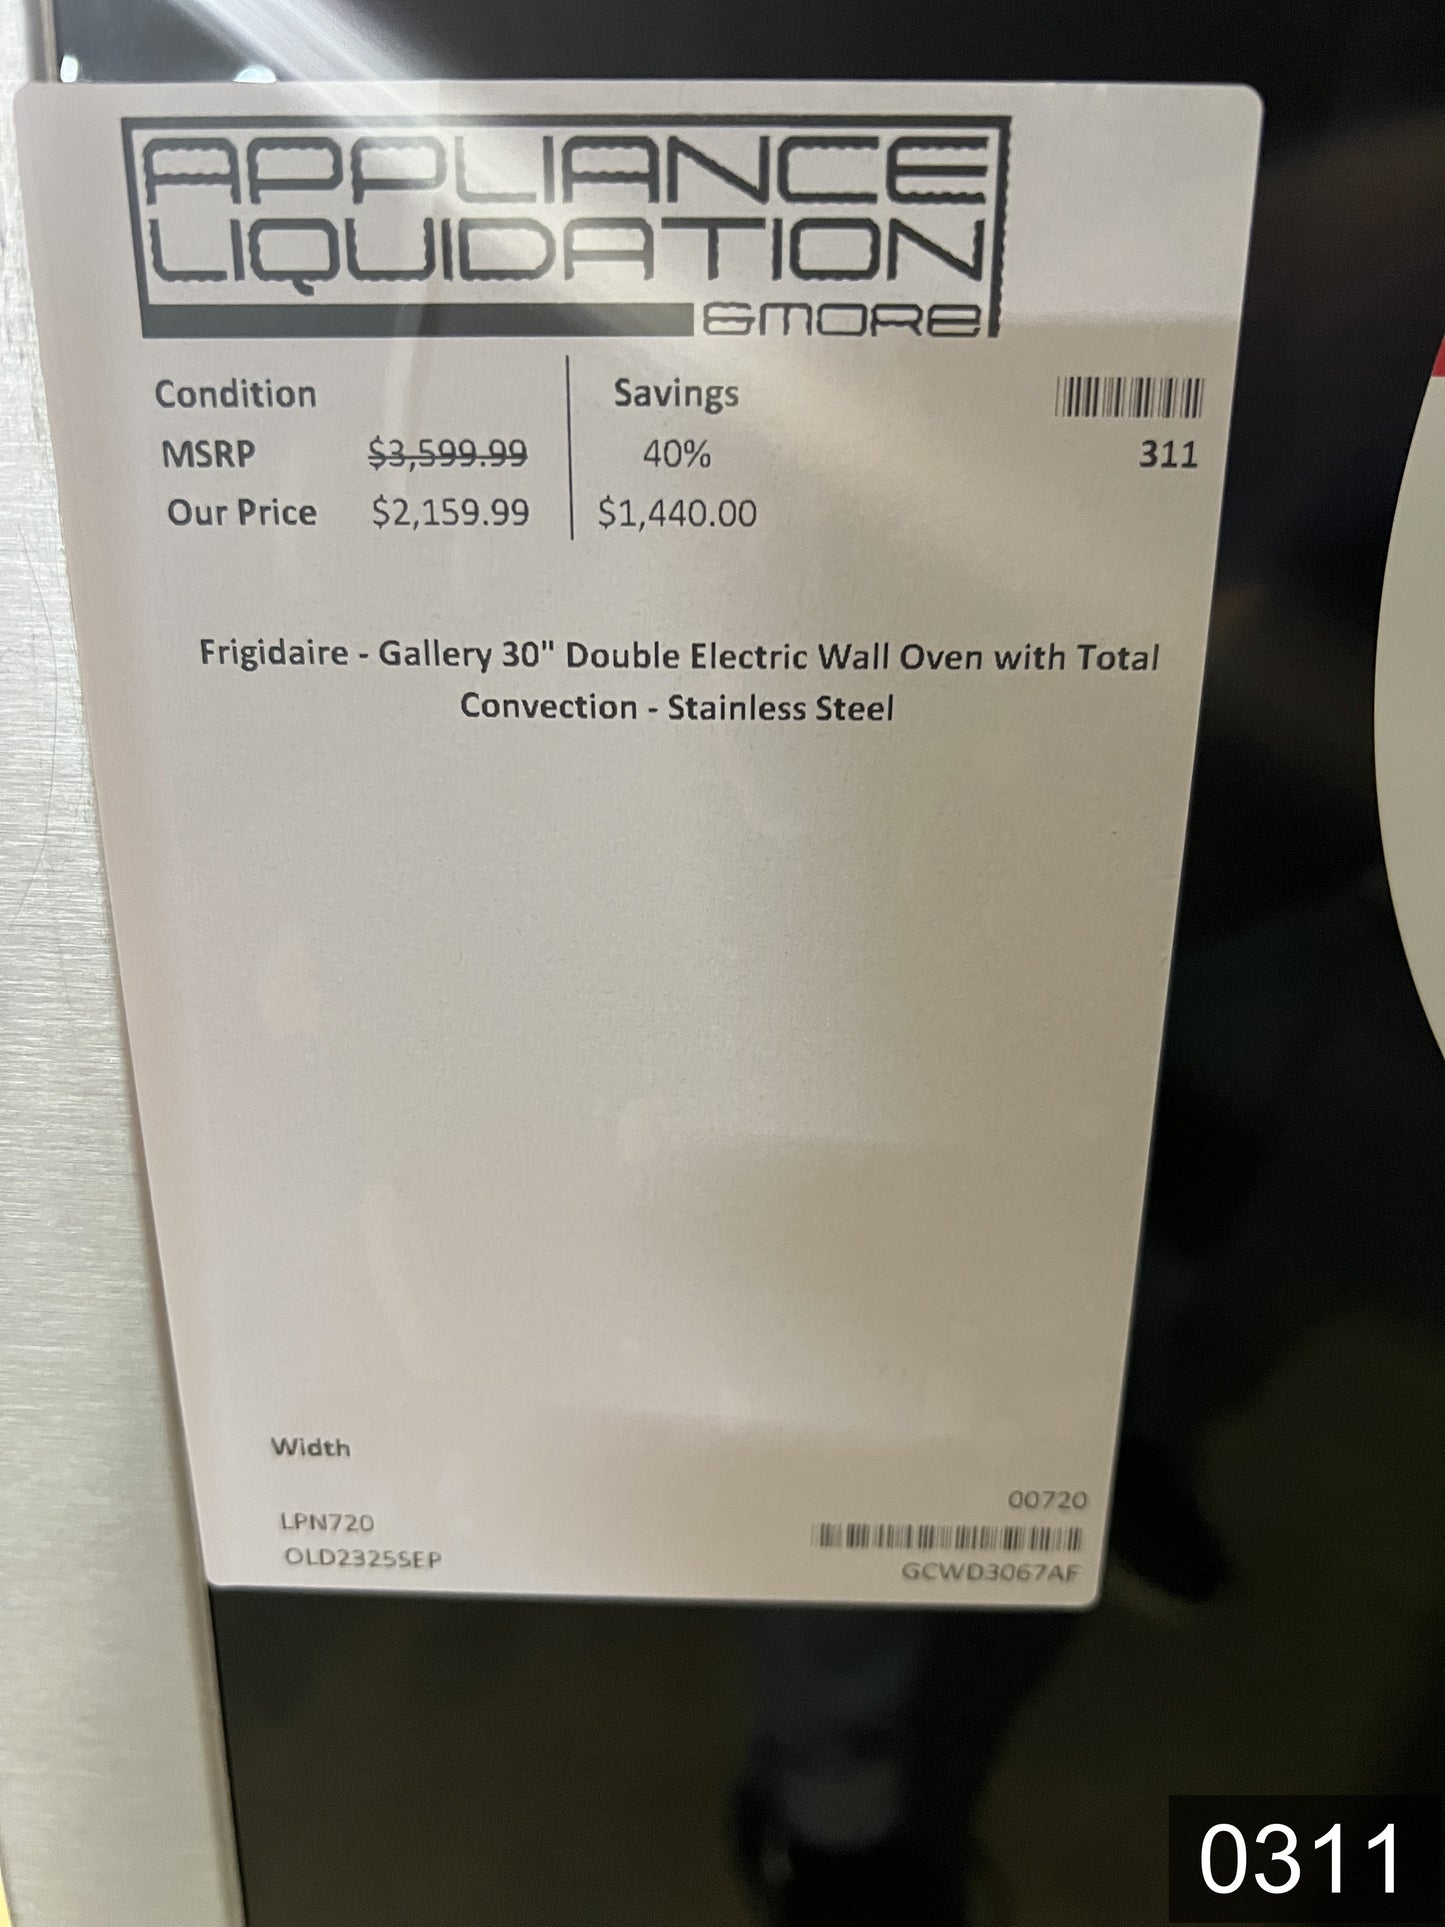 APPLIANCE
LIQUIDATION
&MORE
Condition
Savings
MSRP $3,599.99 40%
311
Our Price $2,159.99 $1,440.00
Frigidaire - Gallery 30" Double Electric Wall Oven with Total
Convection - Stainless Steel
Width
00720
LPN720
OLD2325SEP
GCWD3067AF
0311